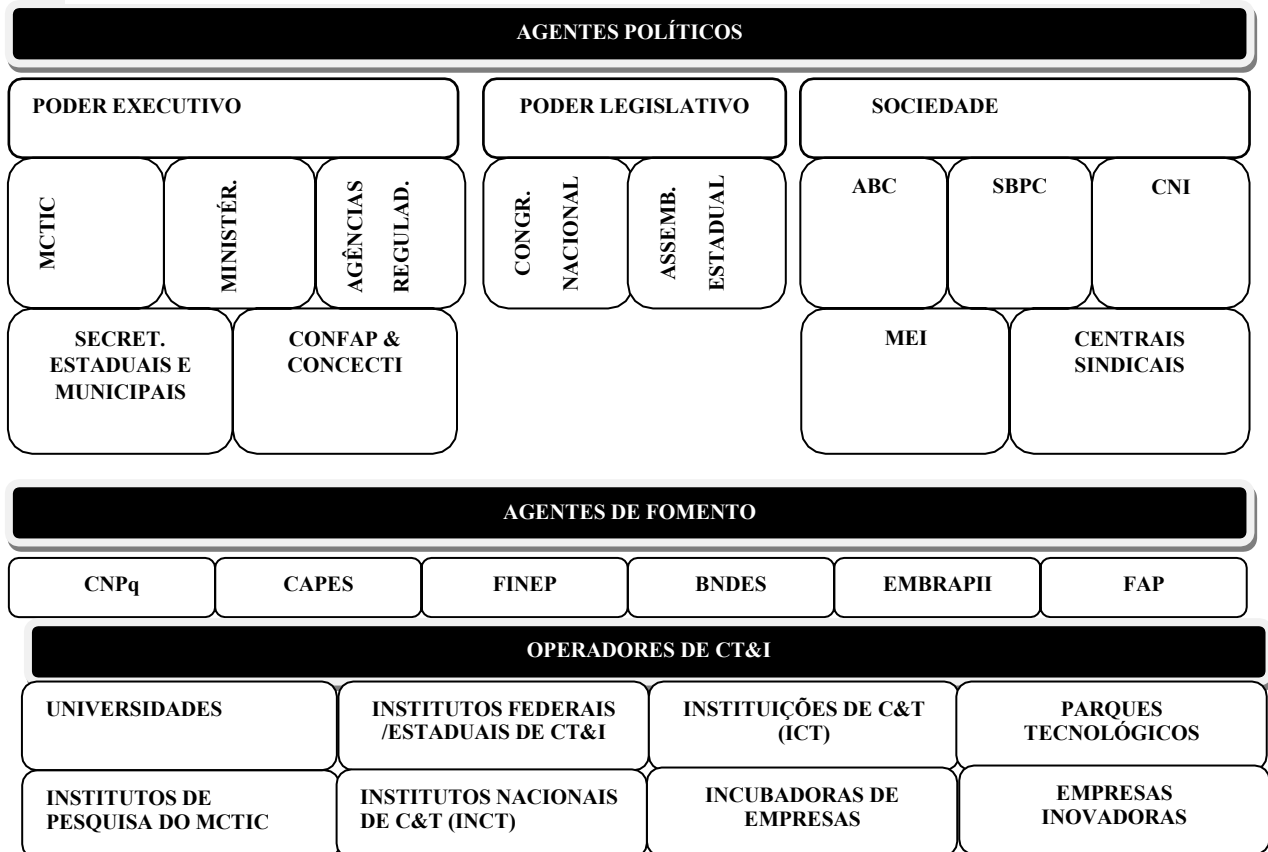 AGENTES POLÍTICOS
PODER EXECUTIVO
PODER LEGISLATIVO
SOCIEDADE
MCTIC
MINISTÉR.
AGÊNCIAS
REGULAD.
CONGR.
NACIONAL
ASSEMB.
ESTADUAL
ABC
SBPC
CNI
SECRET.
ESTADUAIS E
MUNICIPAIS
CONFAP &
CONCECTI
MEI
CENTRAIS
SINDICAIS
AGENTES DE FOMENTO
CNPq
CAPES
FINEP
BNDES
EMBRAPII
FAP
OPERADORES DE CT&I
UNIVERSIDADES
INSTITUTOS FEDERAIS
/ESTADUAIS DE CT&I
INSTITUIÇÕES DE C&T
(ICT)
PARQUES
TECNOLÓGICOS
INSTITUTOS DE
PESQUISA DO MCTIC
INSTITUTOS NACIONAIS
DE C&T (INCT)
INCUBADORAS DE
EMPRESAS
EMPRESAS
INOVADORAS